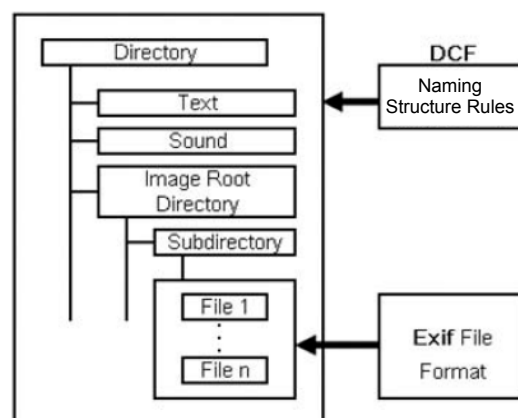 Directory
Text
Sound
Image Root
Directory
Subdirectory
File 1
File n
DCF
Naming
Structure Rules
Exif File
Format